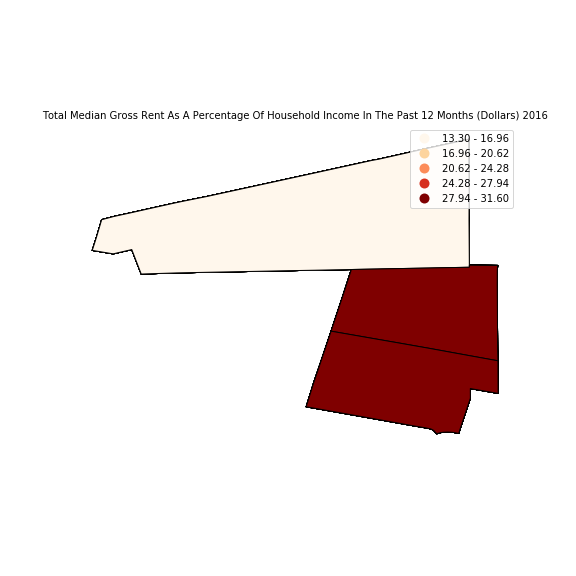 Total Median Gross Rent As A Percentage Of Household Income In The Past 12 Months (Dollars) 2016
13.30 - 16.96
16.96 - 20.62
20.62 - 24.28
24.28 - 27.94
27.94 - 31.60